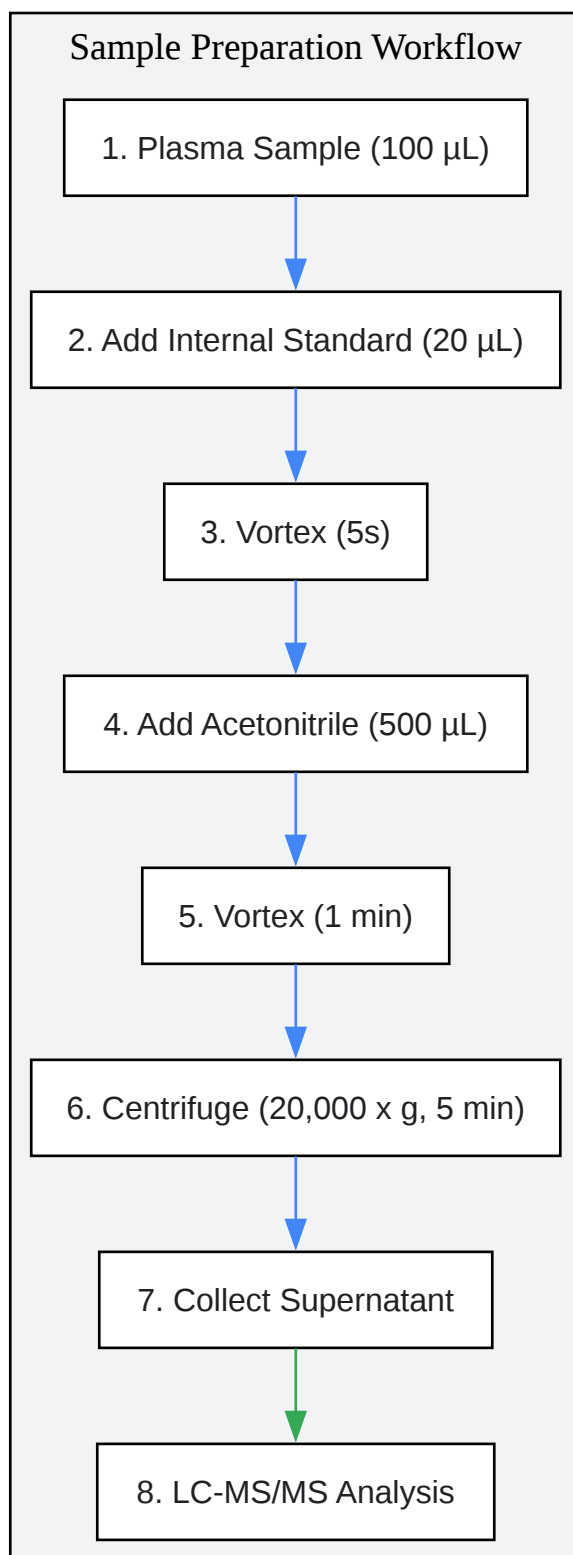 Sample Preparation Workflow
1. Plasma Sample (100 µL)
2. Add Internal Standard (20 µL)
3. Vortex (5s)
4. Add Acetonitrile (500 µL)
5. Vortex (1 min)
6. Centrifuge (20,000 x g, 5 min)
7. Collect Supernatant
8. LC-MS/MS Analysis